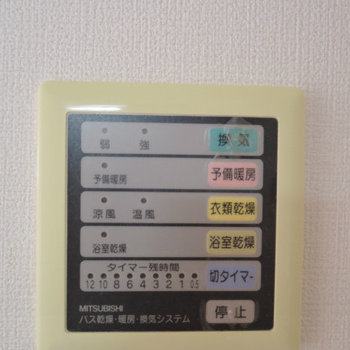 弱 強 換気
予備暖房 予備暖房
涼風 温風 衣類乾燥
浴室乾燥 浴室乾燥
タイマー残時間
切タイマー
12 10 8 6 4 3 2 1 0.5
MITSUBISHI 停止
バス乾燥・暖房・換気システム